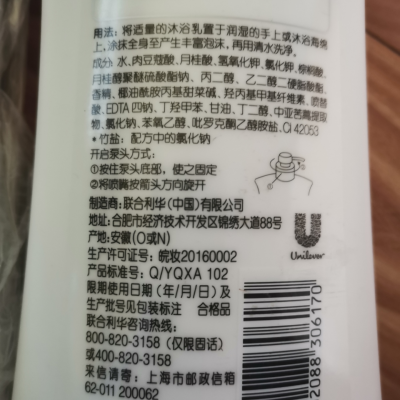 用法：将适量的沐浴乳置于润湿的手上或沐浴海绵
上，涂抹全身至产生丰富泡沫，再用清水洗净。
成分：水、肉豆蔻酸、月桂酸、氢氧化钾、氯化钾、棕榈酸、
月桂醇聚醚硫酸酯钠、丙二醇、乙二醇二硬脂酸酯、
香精、椰油酰胺丙基甜菜碱、羟丙基甲基纤维素、喷替
酸、EDTA 四钠、丁羟甲苯、甘油、丁二醇、中亚苦蒿提取
物、氯化钠、苯氧乙醇、吡罗克酮乙醇胺盐、CI 42053
• 竹盐：配方中的氯化钠
开启泵头方式：
①按住泵头底部，使之固定
②将喷嘴按箭头方向旋开
制造商：联合利华（中国）有限公司
地址：合肥市经济技术开发区锦绣大道88号
产地：安徽（O或N）
生产许可证号：皖妆20160002
产品标准号：Q/YQXA 102
限期使用日期（年/月/日）及
生产批号见包装标注 合格品
联合利华咨询热线：
800-820-3158（仅限固话）
或400-820-3158
来信请寄：上海市邮政信箱
62-011 200062
Unilever
2088 306170